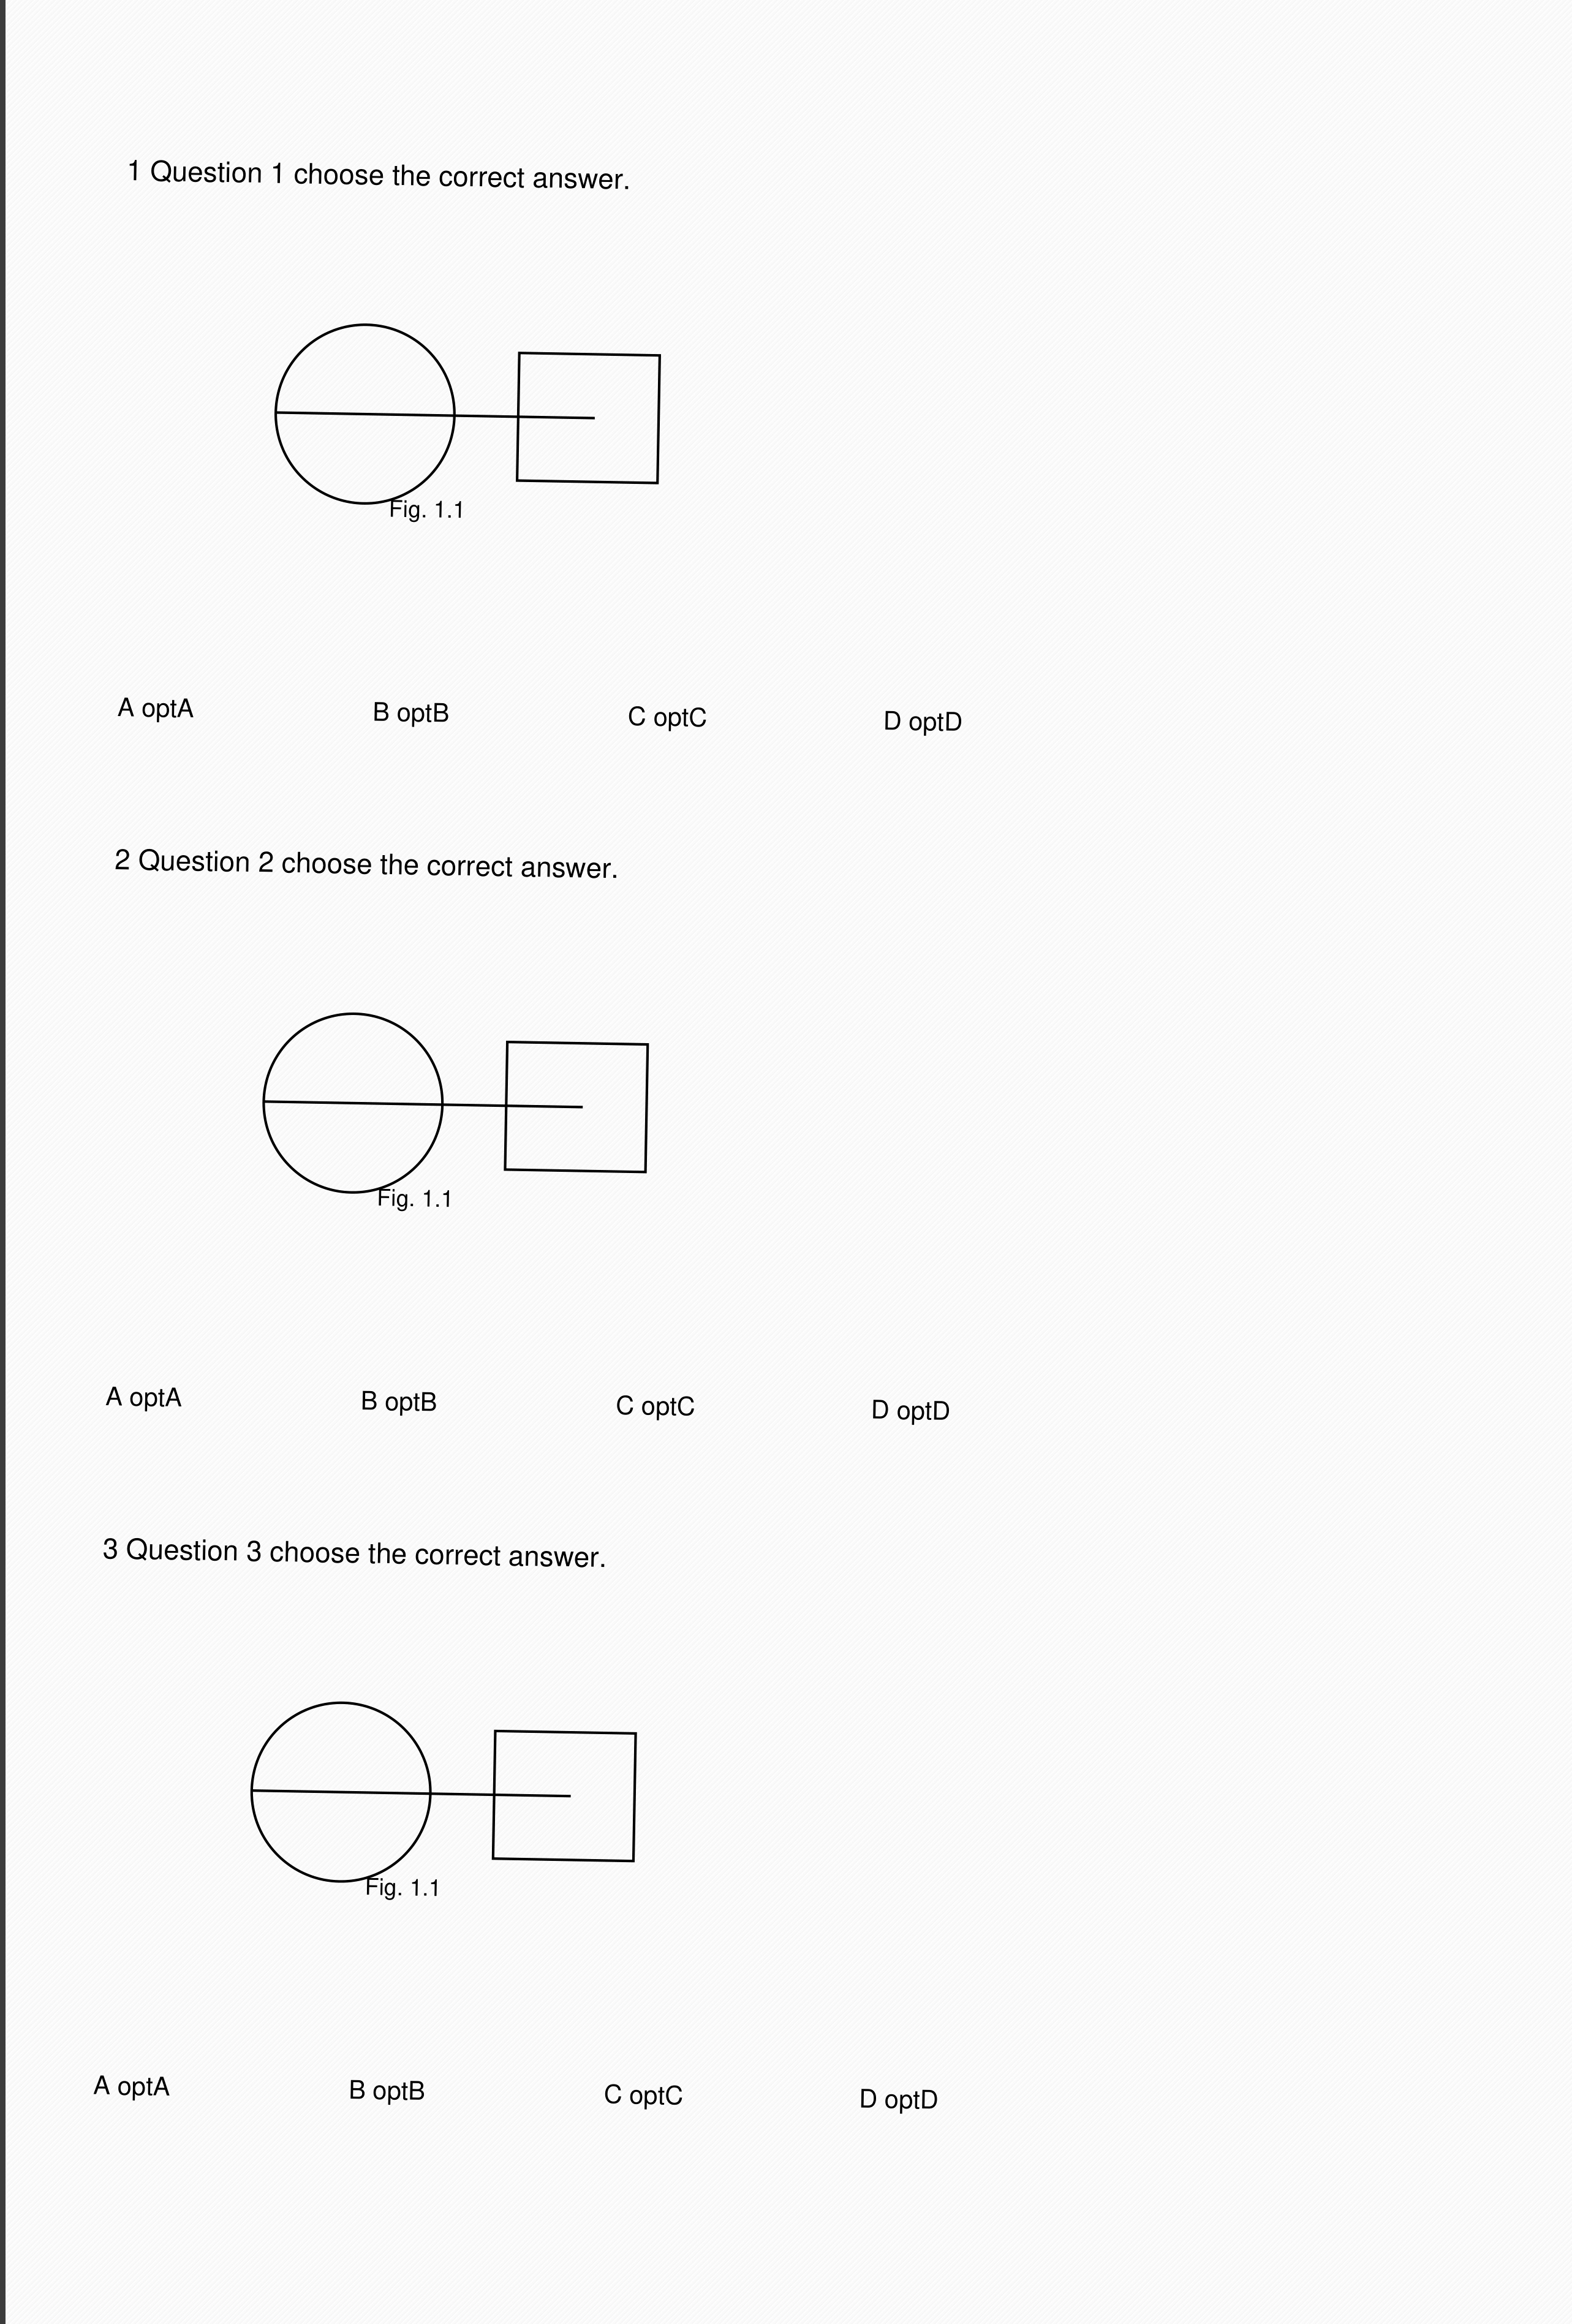 1 Question 1 choose the correct answer.
Fig. 1.1
A optA B optB C optC D optD
2 Question 2 choose the correct answer.
Fig. 1.1
A optA B optB C optC D optD
3 Question 3 choose the correct answer.
Fig. 1.1
A optA B optB C optC D optD